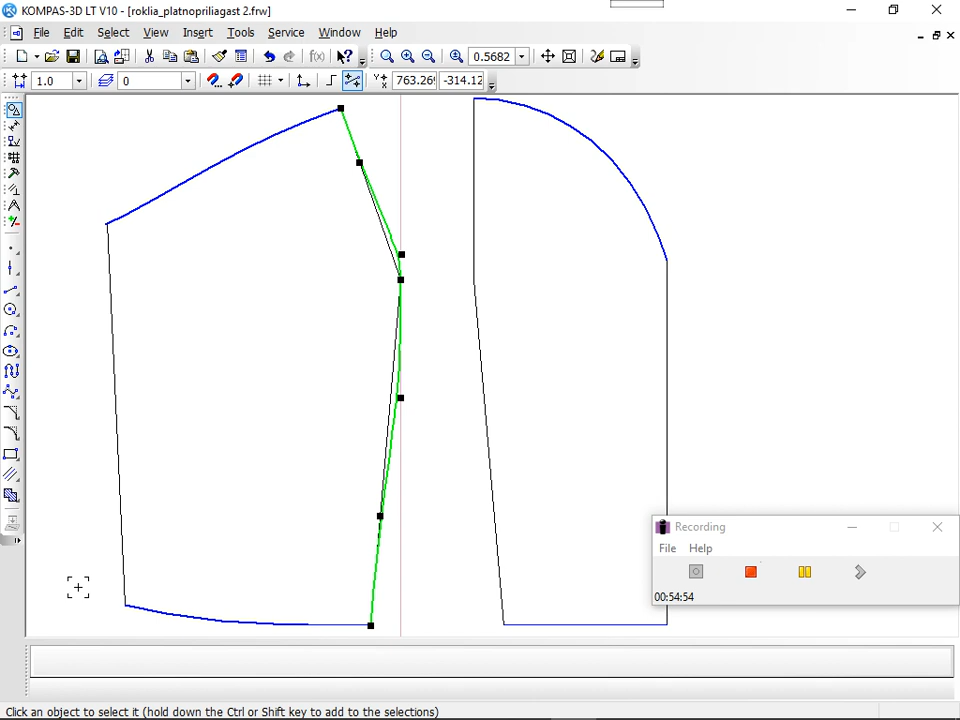 KOMPAS-3D LT V10 - [roklia_platnopriliagast 2.frw]
File Edit Select View Insert Tools Service Window Help
f(x) 0.5682
1.0 0 763.269 -314.12
Recording
File Help
00:54:54
Click an object to select it (hold down the Ctrl or Shift key to add to the selections)